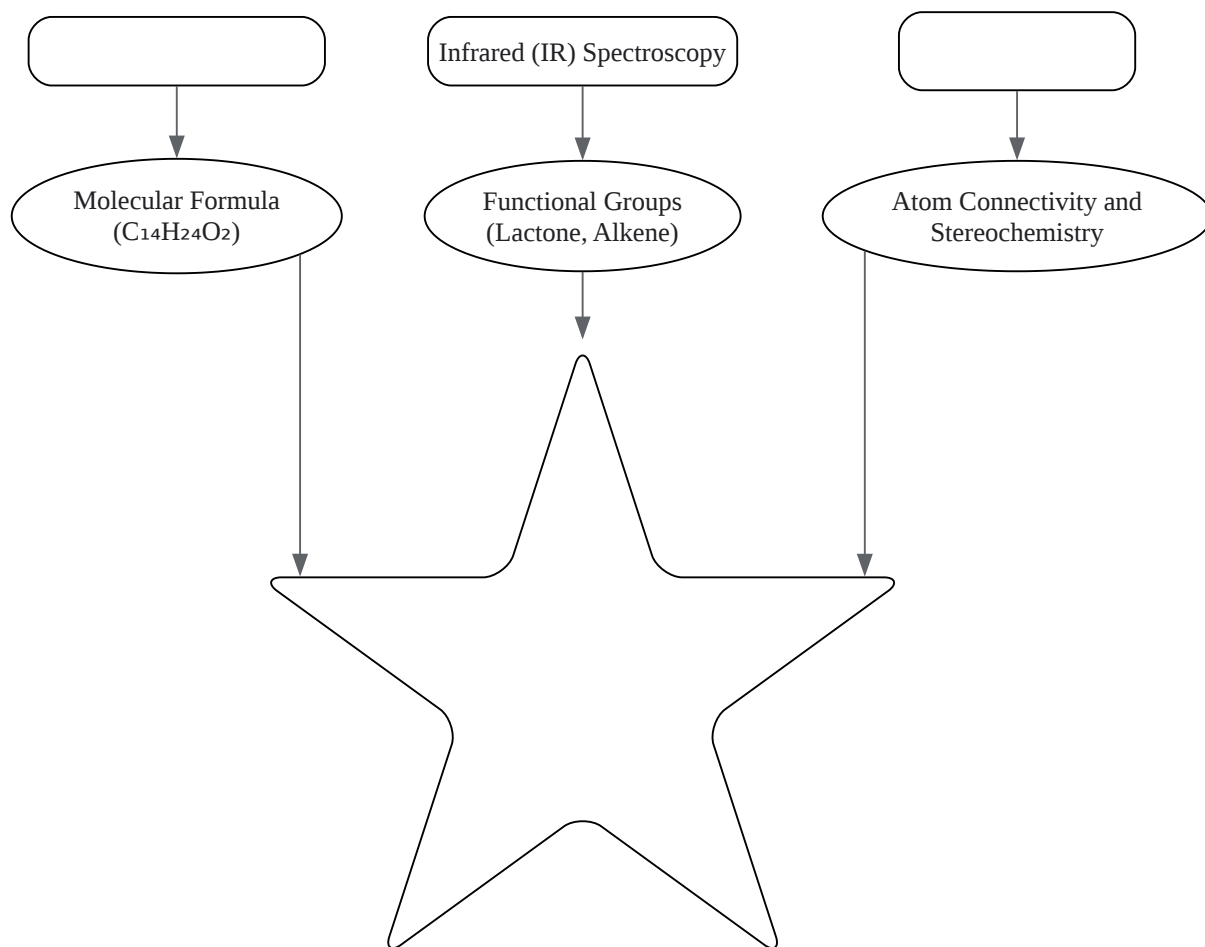 Infrared (IR) Spectroscopy
Molecular Formula
(C₁₄H₂₄O₂)
Functional Groups
(Lactone, Alkene)
Atom Connectivity and
Stereochemistry